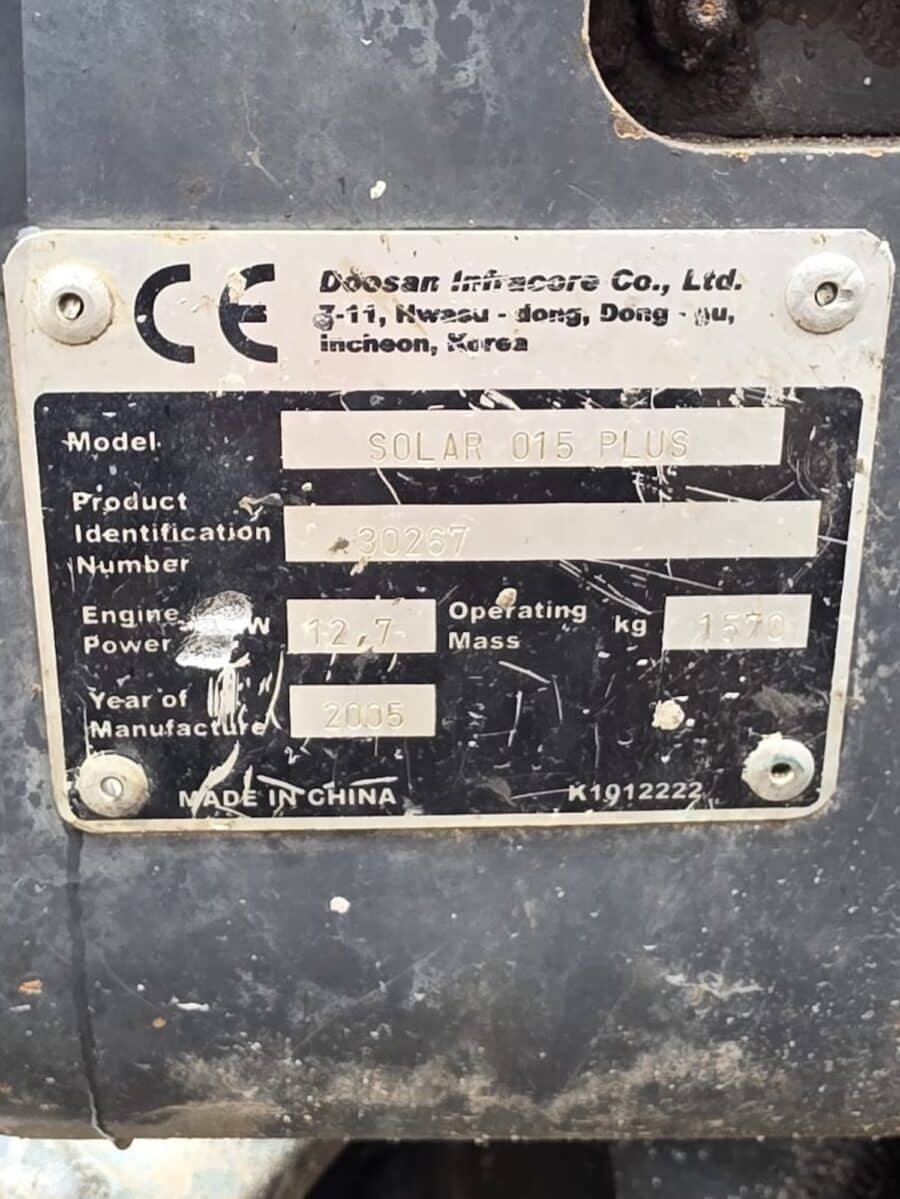 CE
Doosan Infracore Co., Ltd.
7-11, Hwasu - dong, Dong - gu,
Incheon, Korea
Model SOLAR 015 PLUS
Product
Identification
Number 30267
Engine
Power 12,7
Operating
Mass kg 1570
Year of
Manufacture 2005
MADE IN CHINA K1012222